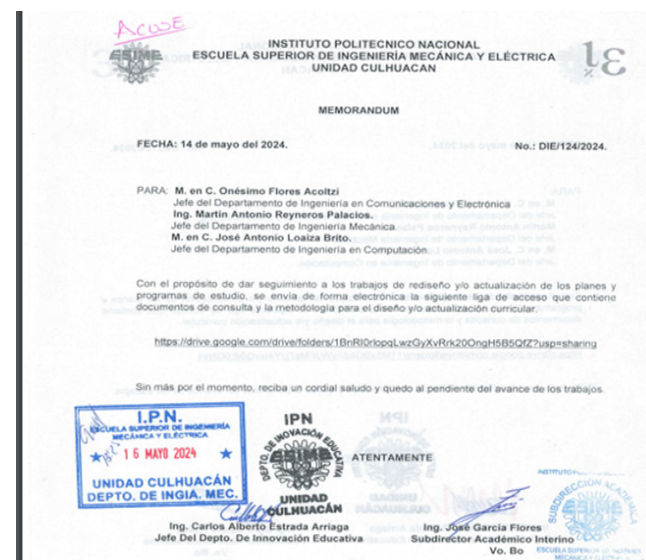 Acuse
INSTITUTO POLITECNICO NACIONAL
ESCUELA SUPERIOR DE INGENIERÍA MECÁNICA Y ELÉCTRICA
UNIDAD CULHUACAN
ESIME
MEMORANDUM
FECHA: 14 de mayo del 2024.
No.: DIE/124/2024.
PARA: M. en C. Onésimo Flores Acoltzi
Jefe del Departamento de Ingeniería en Comunicaciones y Electrónica
Ing. Martín Antonio Reyneros Palacios.
Jefe del Departamento de Ingeniería Mecánica.
M. en C. José Antonio Loaiza Brito.
Jefe del Departamento de Ingeniería en Computación.
Con el propósito de dar seguimiento a los trabajos de rediseño y/o actualización de los planes y
programas de estudio, se envía de forma electrónica la siguiente liga de acceso que contiene
documentos de consulta y la metodología para el diseño y/o actualización curricular.
https://drive.google.com/drive/folders/1BnRI0rlopqLwzGyXvRrk20OngH5B5QfZ?usp=sharing
Sin más por el momento, reciba un cordial saludo y quedo al pendiente del avance de los trabajos.
I.P.N.
ESCUELA SUPERIOR DE INGENIERÍA
MECÁNICA Y ELÉCTRICA
16 MAYO 2024
UNIDAD CULHUACÁN
DEPTO. DE INGIA. MEC.
IPN
DEPTO. DE INNOVACIÓN EDUCATIVA
ESIME
UNIDAD
CULHUACÁN
ATENTAMENTE
SUBDIRECCIÓN ACADÉMICA
Ing. Carlos Alberto Estrada Arriaga
Jefe Del Depto. De Innovación Educativa
Ing. José García Flores
Subdirector Académico Interino
Vo. Bo